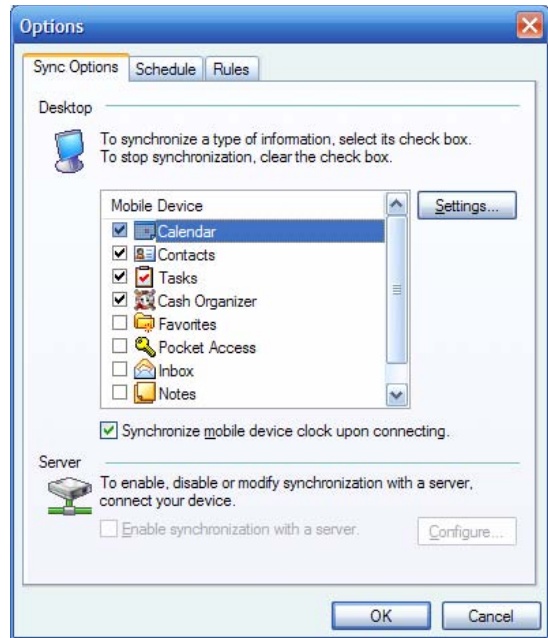 Options
Sync Options Schedule Rules
Desktop
To synchronize a type of information, select its check box.
To stop synchronization, clear the check box.
Mobile Device
Settings...
Calendar
Contacts
Tasks
Cash Organizer
Favorites
Pocket Access
Inbox
Notes
Synchronize mobile device clock upon connecting.
Server
To enable, disable or modify synchronization with a server,
connect your device.
Enable synchronization with a server.
Configure...
OK Cancel